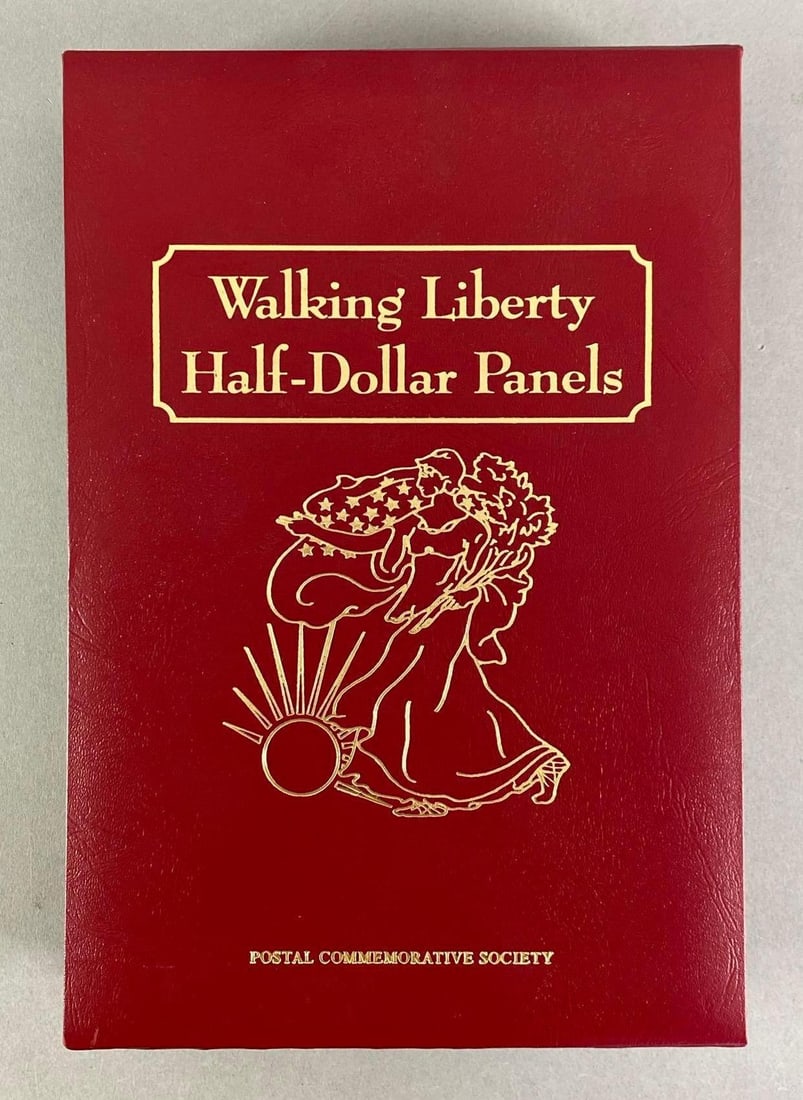 Walking Liberty
Half-Dollar Panels
POSTAL COMMEMORATIVE SOCIETY